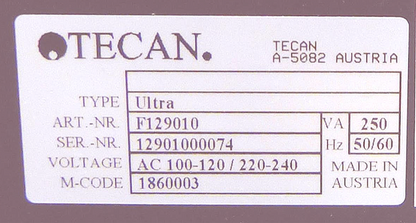 TECAN.
TECAN
A-5082 AUSTRIA
TYPE Ultra
ART.-NR. F129010 VA 250
SER.-NR. 12901000074 Hz 50/60
VOLTAGE AC 100-120 / 220-240 MADE IN
M-CODE 1860003 AUSTRIA